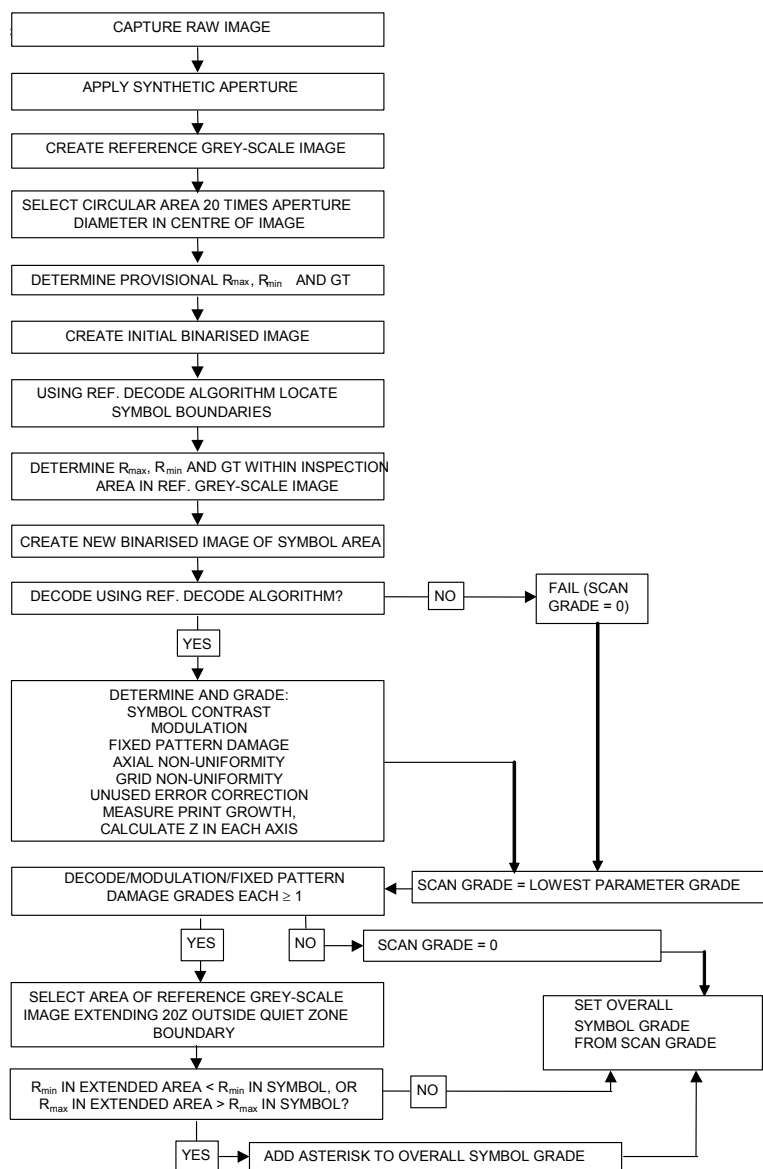 CAPTURE RAW IMAGE
APPLY SYNTHETIC APERTURE
CREATE REFERENCE GREY-SCALE IMAGE
SELECT CIRCULAR AREA 20 TIMES APERTURE
DIAMETER IN CENTRE OF IMAGE
DETERMINE PROVISIONAL Rmax, Rmin AND GT
CREATE INITIAL BINARISED IMAGE
USING REF. DECODE ALGORITHM LOCATE
SYMBOL BOUNDARIES
DETERMINE Rmax, Rmin AND GT WITHIN INSPECTION
AREA IN REF. GREY-SCALE IMAGE
CREATE NEW BINARISED IMAGE OF SYMBOL AREA
DECODE USING REF. DECODE ALGORITHM?
NO
FAIL (SCAN
GRADE = 0)
YES
DETERMINE AND GRADE:
SYMBOL CONTRAST
MODULATION
FIXED PATTERN DAMAGE
AXIAL NON-UNIFORMITY
GRID NON-UNIFORMITY
UNUSED ERROR CORRECTION
MEASURE PRINT GROWTH,
CALCULATE Z IN EACH AXIS
DECODE/MODULATION/FIXED PATTERN
DAMAGE GRADES EACH ≥ 1
SCAN GRADE = LOWEST PARAMETER GRADE
YES
NO
SCAN GRADE = 0
SELECT AREA OF REFERENCE GREY-SCALE
IMAGE EXTENDING 20Z OUTSIDE QUIET ZONE
BOUNDARY
SET OVERALL
SYMBOL GRADE
FROM SCAN GRADE
Rmin IN EXTENDED AREA < Rmin IN SYMBOL, OR
Rmax IN EXTENDED AREA > Rmax IN SYMBOL?
NO
YES
ADD ASTERISK TO OVERALL SYMBOL GRADE